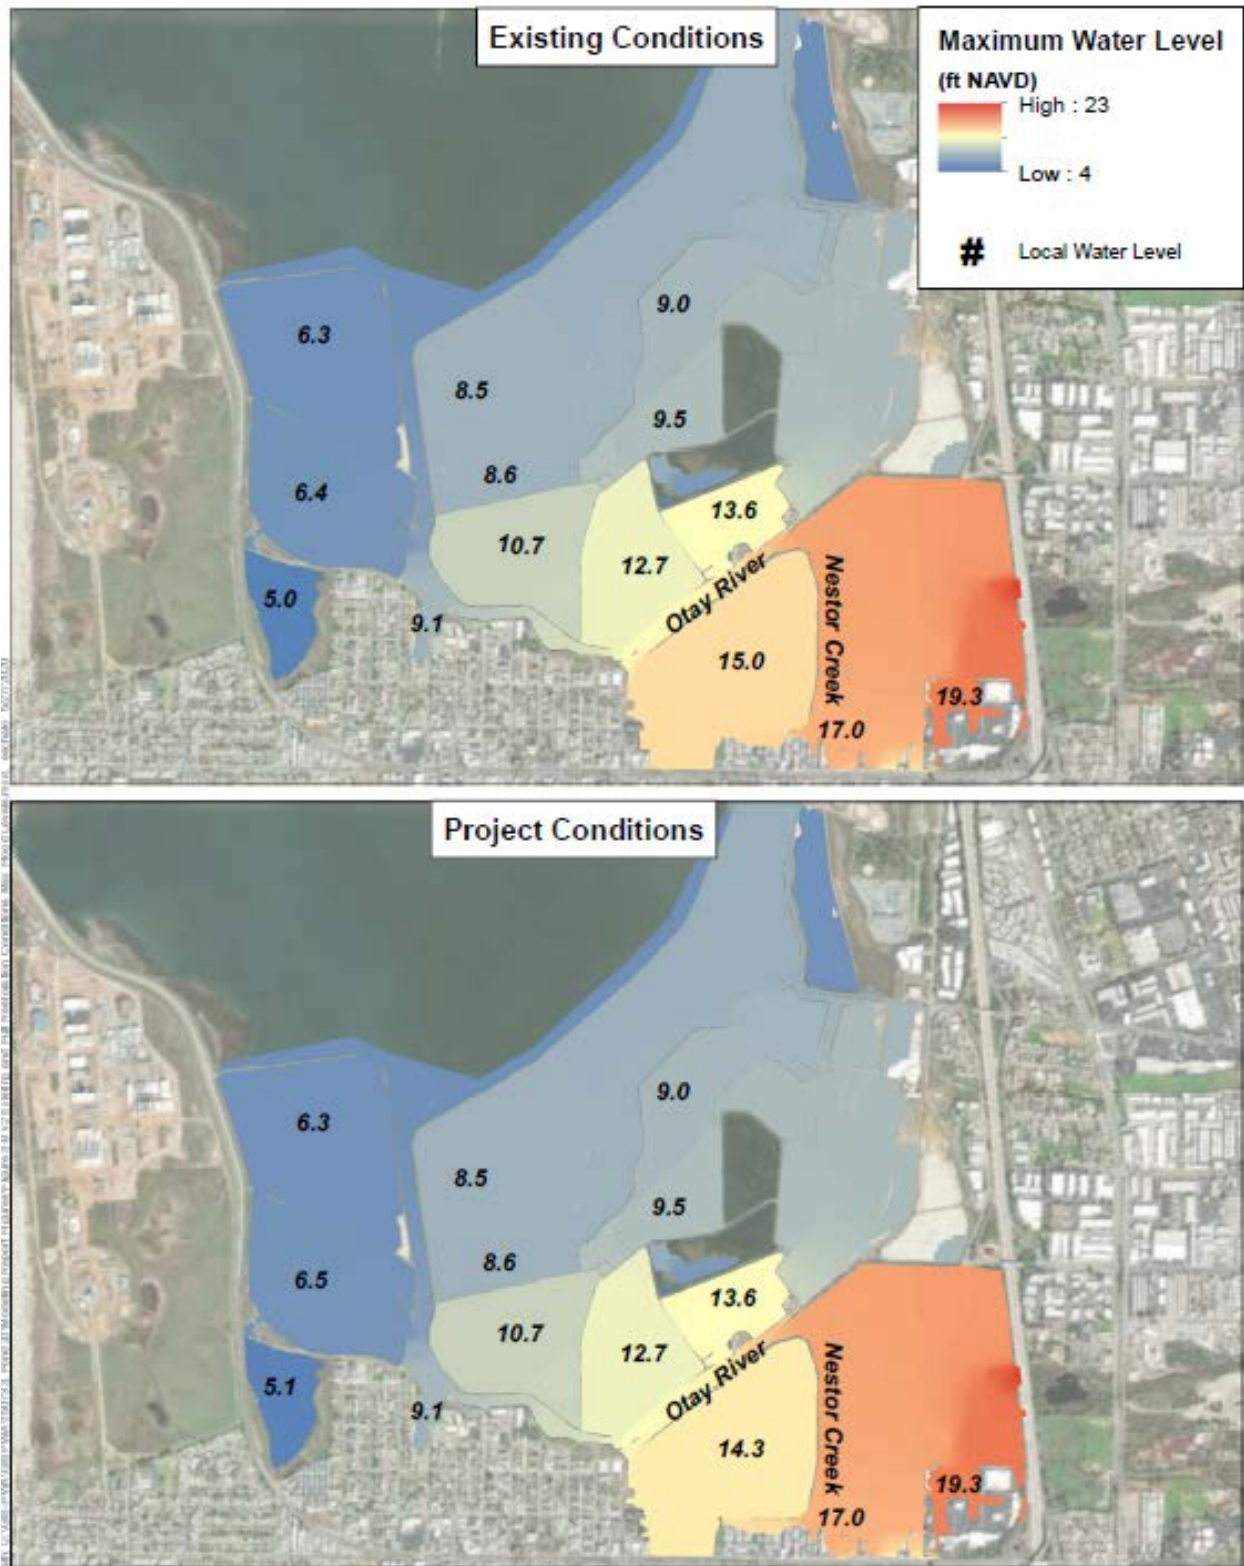 Existing Conditions
Maximum Water Level
(ft NAVD)
High : 23
Low : 4
# Local Water Level
6.3
9.0
8.5
9.5
8.6
6.4
13.6
10.7
12.7
5.0
9.1
Otay River
Nestor Creek
15.0
19.3
17.0
Project Conditions
6.3
9.0
8.5
9.5
8.6
6.5
13.6
10.7
12.7
5.1
9.1
Otay River
Nestor Creek
14.3
19.3
17.0